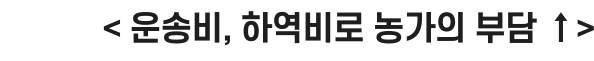 < 운송비, 하역비로 농가의 부담 ↑ >